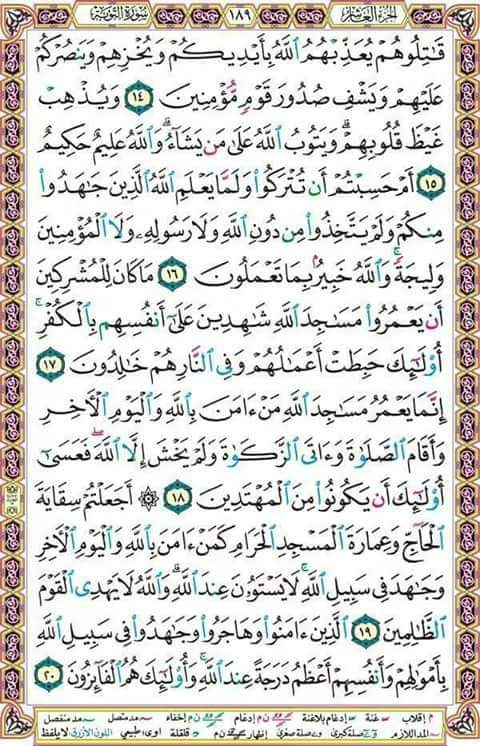 الجزء العاشر ١٨٩ سورة التوبة
قَٰتِلُوهُمْ يُعَذِّبْهُمُ ٱللَّهُ بِأَيْدِيكُمْ وَيُخْزِهِمْ وَيَنصُرْكُمْ
عَلَيْهِمْ وَيَشْفِ صُدُورَ قَوْمٍ مُّؤْمِنِينَ ١٤ وَيُذْهِبْ
غَيْظَ قُلُوبِهِمْ ۗ وَيَتُوبُ ٱللَّهُ عَلَىٰ مَن يَشَآءُ ۗ وَٱللَّهُ عَلِيمٌ حَكِيمٌ
١٥ أَمْ حَسِبْتُمْ أَن تُتْرَكُوا۟ وَلَمَّا يَعْلَمِ ٱللَّهُ ٱلَّذِينَ جَٰهَدُوا۟
مِنكُمْ وَلَمْ يَتَّخِذُوا۟ مِن دُونِ ٱللَّهِ وَلَا رَسُولِهِۦ وَلَا ٱلْمُؤْمِنِينَ
وَلِيجَةً ۚ وَٱللَّهُ خَبِيرٌۢ بِمَا تَعْمَلُونَ ١٦ مَا كَانَ لِلْمُشْرِكِينَ
أَن يَعْمُرُوا۟ مَسَٰجِدَ ٱللَّهِ شَٰهِدِينَ عَلَىٰٓ أَنفُسِهِم بِٱلْكُفْرِ ۚ
أُو۟لَٰٓئِكَ حَبِطَتْ أَعْمَٰلُهُمْ وَفِى ٱلنَّارِ هُمْ خَٰلِدُونَ ١٧
إِنَّمَا يَعْمُرُ مَسَٰجِدَ ٱللَّهِ مَنْ ءَامَنَ بِٱللَّهِ وَٱلْيَوْمِ ٱلْءَاخِرِ
وَأَقَامَ ٱلصَّلَوٰةَ وَءَاتَى ٱلزَّكَوٰةَ وَلَمْ يَخْشَ إِلَّا ٱللَّهَ ۖ فَعَسَىٰٓ
أُو۟لَٰٓئِكَ أَن يَكُونُوا۟ مِنَ ٱلْمُهْتَدِينَ ١٨ ۞ أَجَعَلْتُمْ سِقَايَةَ
ٱلْحَآجِّ وَعِمَارَةَ ٱلْمَسْجِدِ ٱلْحَرَامِ كَمَنْ ءَامَنَ بِٱللَّهِ وَٱلْيَوْمِ ٱلْءَاخِرِ
وَجَٰهَدَ فِى سَبِيلِ ٱللَّهِ ۚ لَا يَسْتَوُۥنَ عِندَ ٱللَّهِ ۗ وَٱللَّهُ لَا يَهْدِى ٱلْقَوْمَ
ٱلظَّٰلِمِينَ ١٩ ٱلَّذِينَ ءَامَنُوا۟ وَهَاجَرُوا۟ وَجَٰهَدُوا۟ فِى سَبِيلِ ٱللَّهِ
بِأَمْوَٰلِهِمْ وَأَنفُسِهِمْ أَعْظَمُ دَرَجَةً عِندَ ٱللَّهِ ۚ وَأُو۟لَٰٓئِكَ هُمُ ٱلْفَآئِزُونَ ٢٠
م إقلاب غنة إدغام بلاغنة ن م إدغام إخفاء مد متصل مد منفصل
المد اللازم صلة كبرى صلة صغرى إظهار ن م قلقلة طبيعي اللون الأزرق لا يلفظ